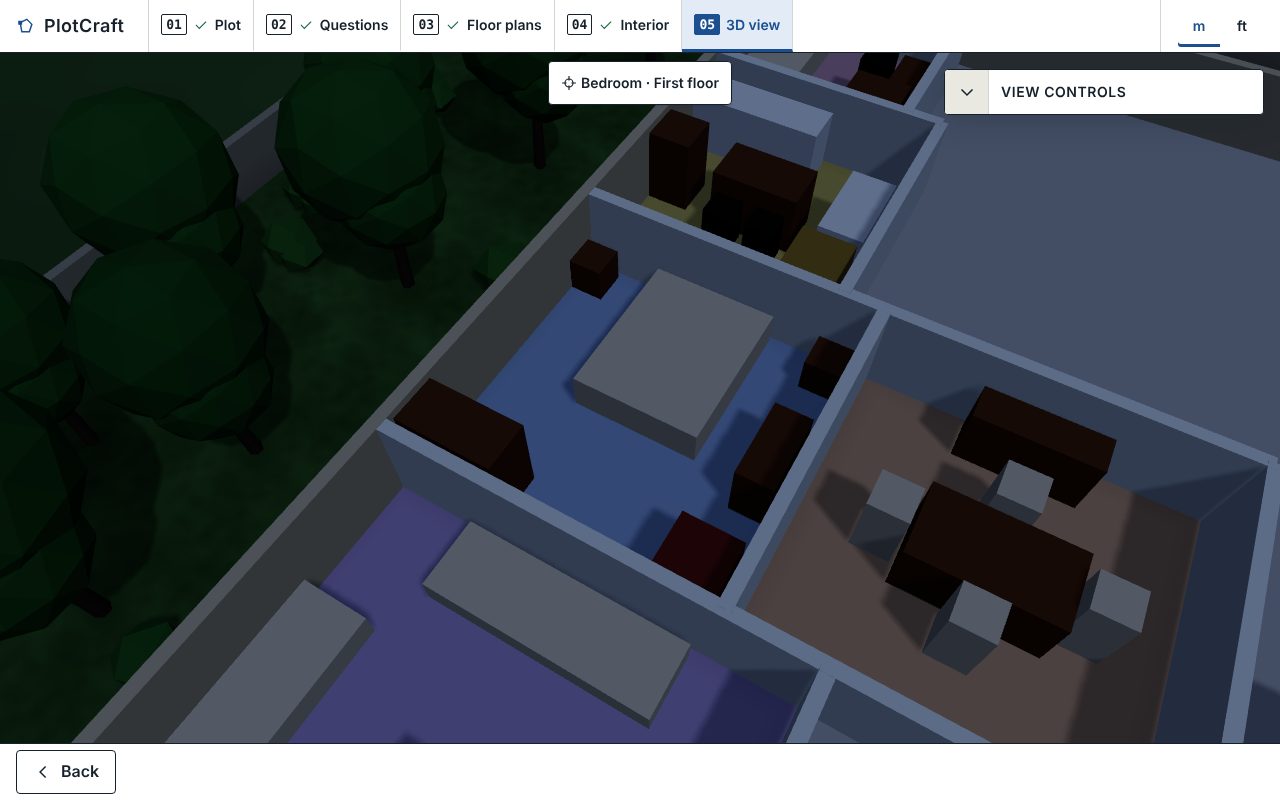 PlotCraft
01 Plot
02 Questions
03 Floor plans
04 Interior
05 3D view
m
ft
Bedroom · First floor
VIEW CONTROLS
Back